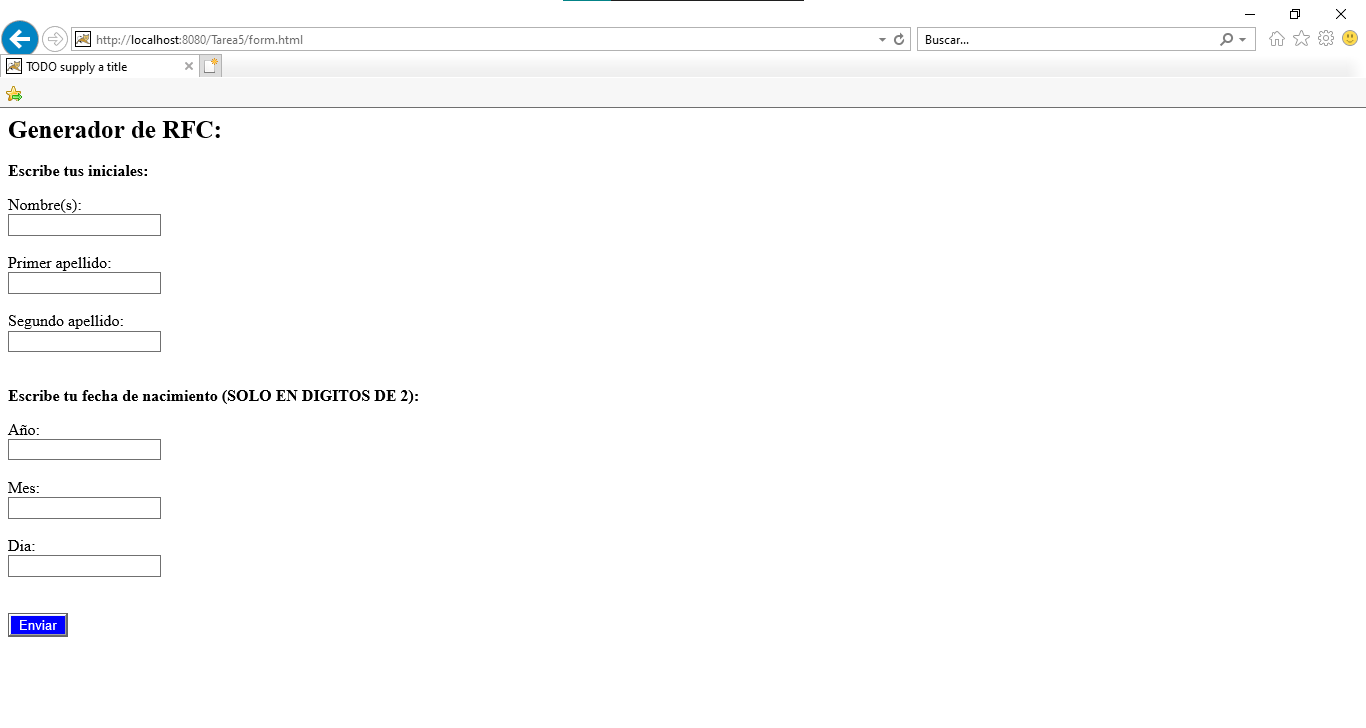 http://localhost:8080/Tarea5/form.html
Buscar...
TODO supply a title
Generador de RFC:
Escribe tus iniciales:
Nombre(s):
Primer apellido:
Segundo apellido:
Escribe tu fecha de nacimiento (SOLO EN DIGITOS DE 2):
Año:
Mes:
Dia:
Enviar